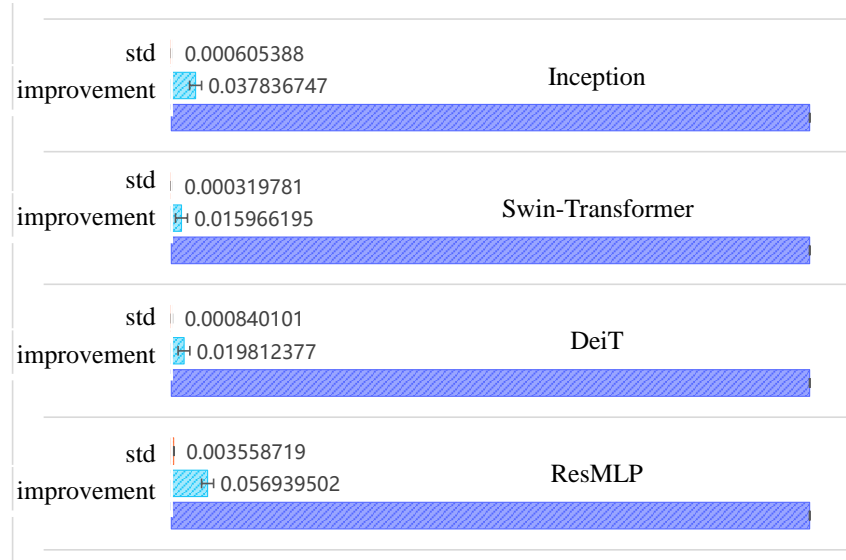 std 0.000605388
improvement 0.037836747 Inception
std 0.000319781
improvement 0.015966195 Swin-Transformer
std 0.000840101
improvement 0.019812377 DeiT
std 0.003558719
improvement 0.056939502 ResMLP